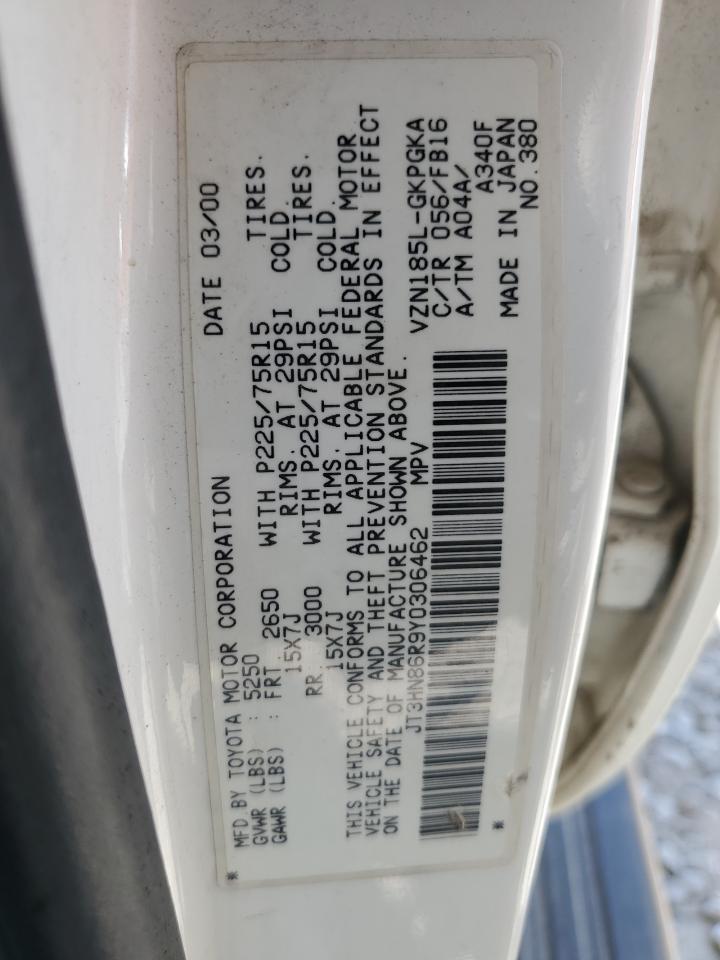 MFD. BY TOYOTA MOTOR CORPORATION DATE 03/00
GVWR (LBS) : 5250
GAWR (LBS) : FRT 2650 WITH P225/75R15 TIRES.
15X7J RIMS. AT 29PSI COLD.
RR 3000 WITH P225/75R15 TIRES.
15X7J RIMS. AT 29PSI COLD.
THIS VEHICLE CONFORMS TO ALL APPLICABLE FEDERAL MOTOR
VEHICLE SAFETY AND THEFT PREVENTION STANDARDS IN EFFECT
ON THE DATE OF MANUFACTURE SHOWN ABOVE.
JT3HN86R9Y0306462 MPV VZN185L-GKPGKA
C/TR 056/FB16
A/TM A04A/
A340F
MADE IN JAPAN
NO.380